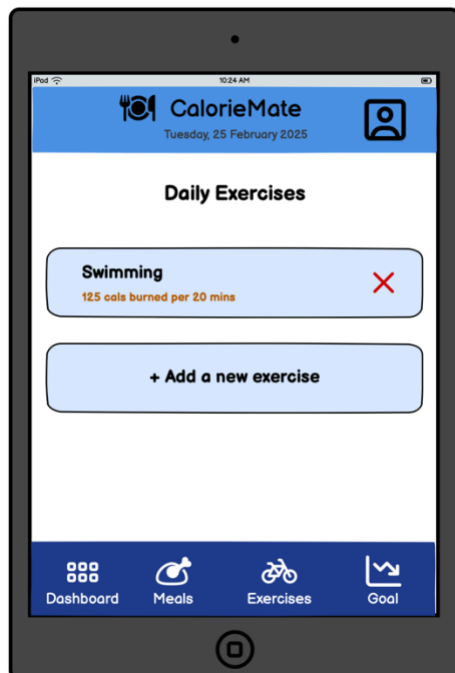 iPod 10:24 AM
CalorieMate
Tuesday, 25 February 2025
Daily Exercises
Swimming
125 cals burned per 20 mins
+ Add a new exercise
Dashboard Meals Exercises Goal